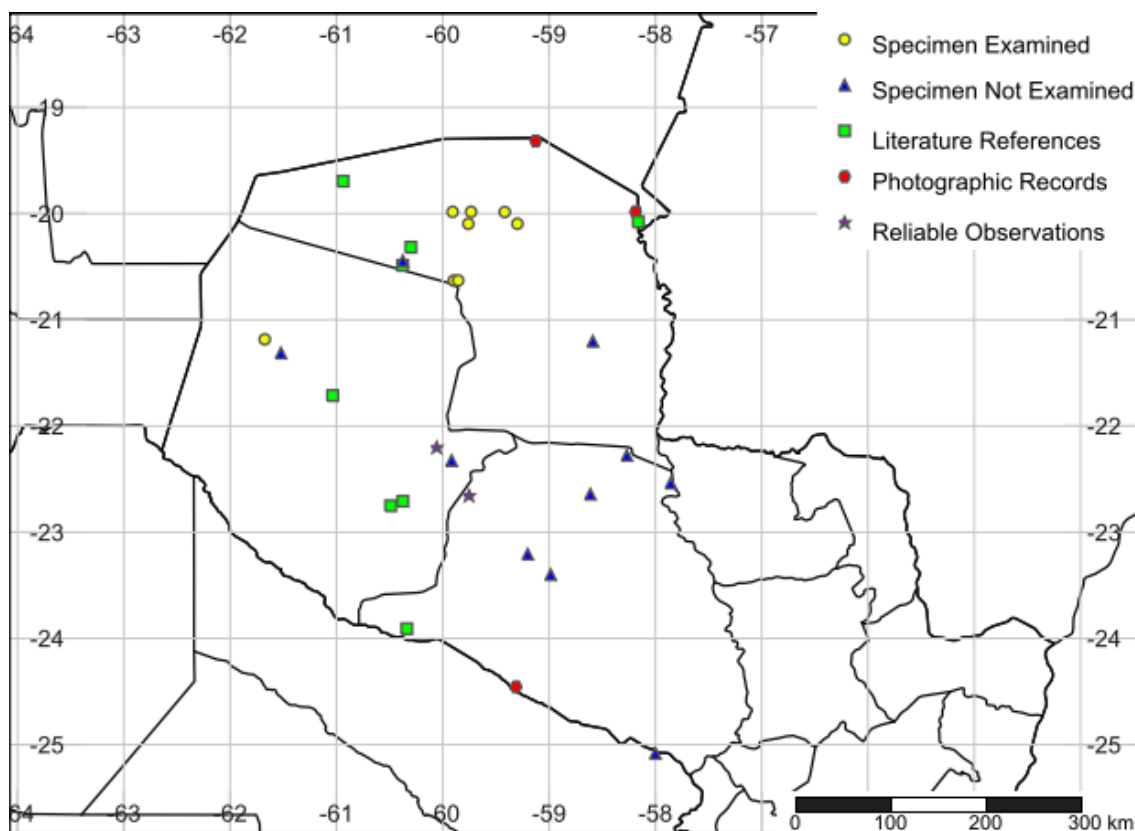 -64 -63 -62 -61 -60 -59 -58 -57
Specimen Examined
Specimen Not Examined
Literature References
Photographic Records
Reliable Observations
-19
-20
-21 -21
-22 -22
-23 -23
-24 -24
-25 -25
-64 -63 -62 -61 -60 -59 -58
0 100 200 300 km